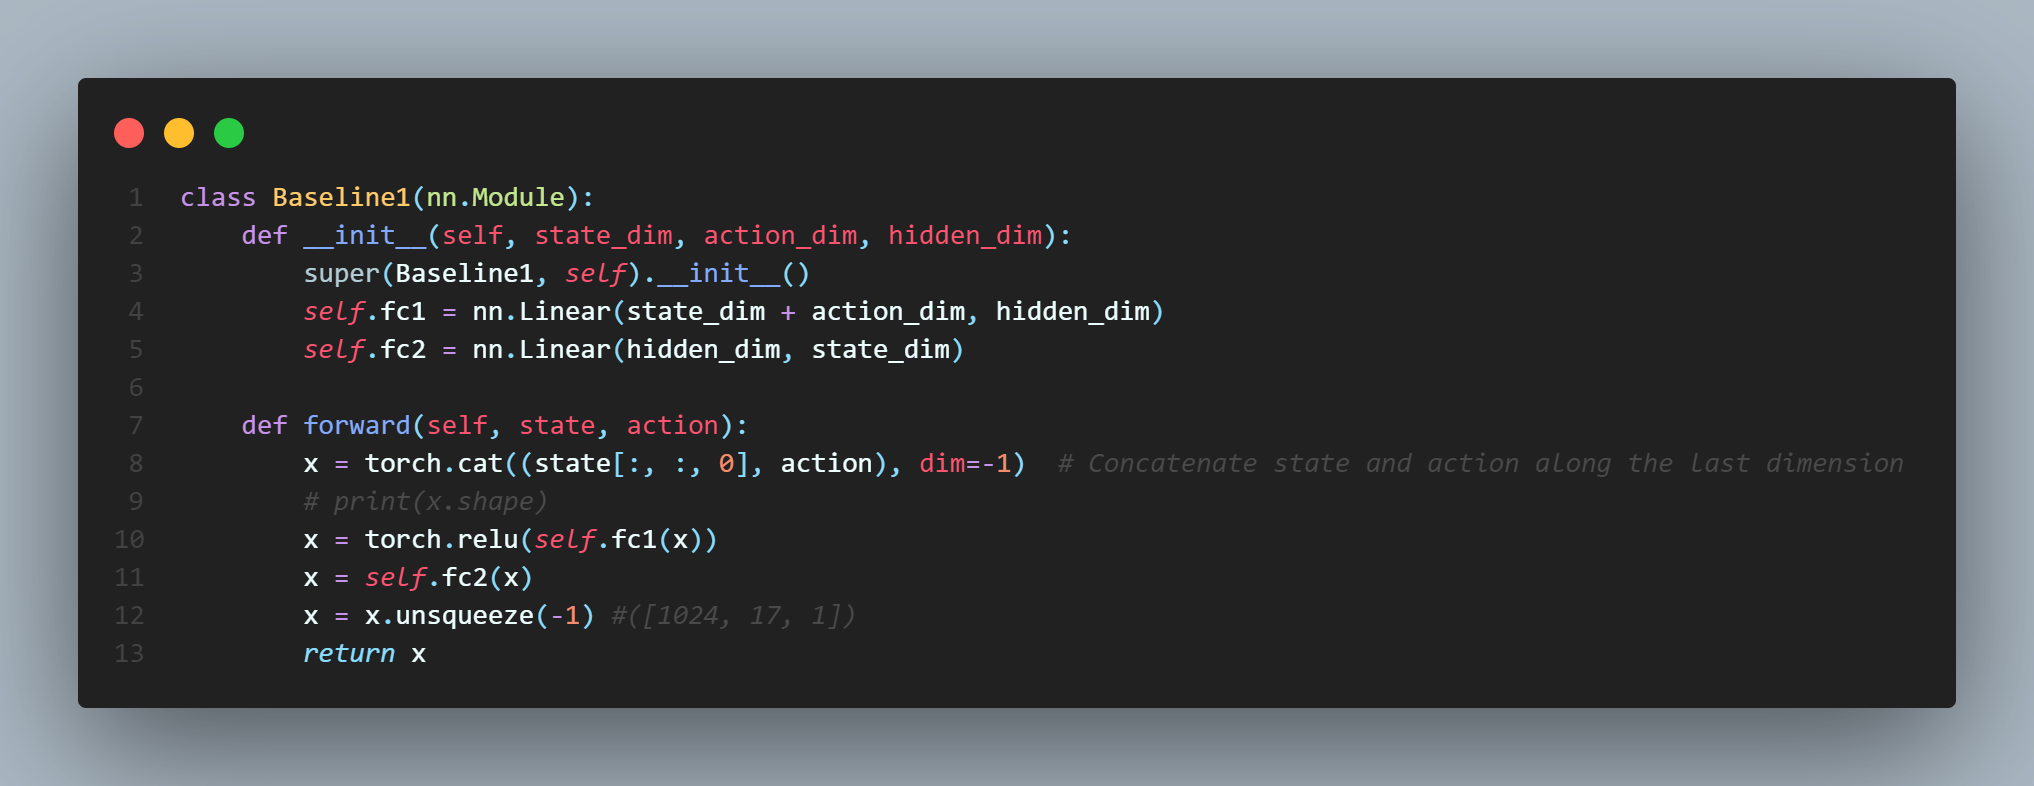 1 class Baseline1(nn.Module):
2     def __init__(self, state_dim, action_dim, hidden_dim):
3         super(Baseline1, self).__init__()
4         self.fc1 = nn.Linear(state_dim + action_dim, hidden_dim)
5         self.fc2 = nn.Linear(hidden_dim, state_dim)
6
7     def forward(self, state, action):
8         x = torch.cat((state[:, :, 0], action), dim=-1)  # Concatenate state and action along the last dimension
9         # print(x.shape)
10         x = torch.relu(self.fc1(x))
11         x = self.fc2(x)
12         x = x.unsqueeze(-1) #([1024, 17, 1])
13         return x